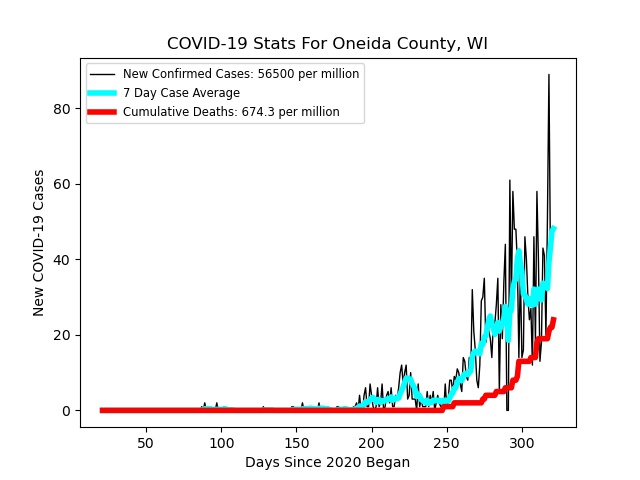 COVID-19 Stats For Oneida County, WI
New Confirmed Cases: 56500 per million
7 Day Case Average
Cumulative Deaths: 674.3 per million
New COVID-19 Cases
80
60
40
20
0
50 100 150 200 250 300
Days Since 2020 Began